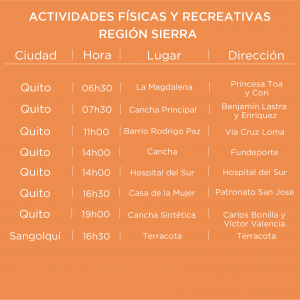 ACTIVIDADES FÍSICAS Y RECREATIVAS
REGIÓN SIERRA
Ciudad Hora Lugar Dirección
Quito 06h30 La Magdalena Princesa Toa y Cori
Quito 07h30 Cancha Principal Benjamín Lastra y Enriquez
Quito 11h00 Barrio Rodrigo Paz Vía Cruz Loma
Quito 14h00 Cancha Fundeporte
Quito 14h00 Hospital del Sur Hospital del Sur
Quito 16h30 Casa de la Mujer Patronato San José
Quito 19h00 Cancha Sintética Carlos Bonilla y Víctor Valencia
Sangolquí 16h30 Terracota Terracota